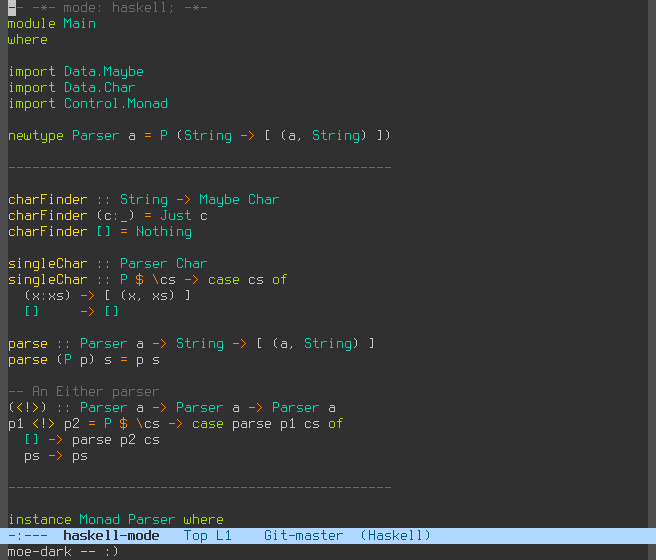 -- -*- mode: haskell; -*-
module Main
where

import Data.Maybe
import Data.Char
import Control.Monad

newtype Parser a = P (String -> [ (a, String) ])

------------------------------------------------

charFinder :: String -> Maybe Char
charFinder (c:_) = Just c
charFinder [] = Nothing

singleChar :: Parser Char
singleChar :: P $ \cs -> case cs of
  (x:xs) -> [ (x, xs) ]
  []     -> []

parse :: Parser a -> String -> [ (a, String) ]
parse (P p) s = p s

-- An Either parser
(<!>) :: Parser a -> Parser a -> Parser a
p1 <!> p2 = P $ \cs -> case parse p1 cs of
  [] -> parse p2 cs
  ps -> ps

------------------------------------------------

instance Monad Parser where
-:---  haskell-mode   Top L1    Git-master  (Haskell)
moe-dark -- :)